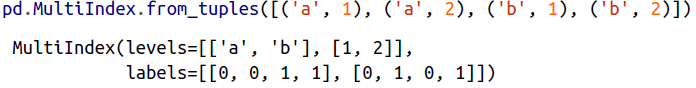 pd.MultiIndex.from_tuples([('a', 1), ('a', 2), ('b', 1), ('b', 2)])
MultiIndex(levels=[['a', 'b'], [1, 2]],
labels=[[0, 0, 1, 1], [0, 1, 0, 1]])